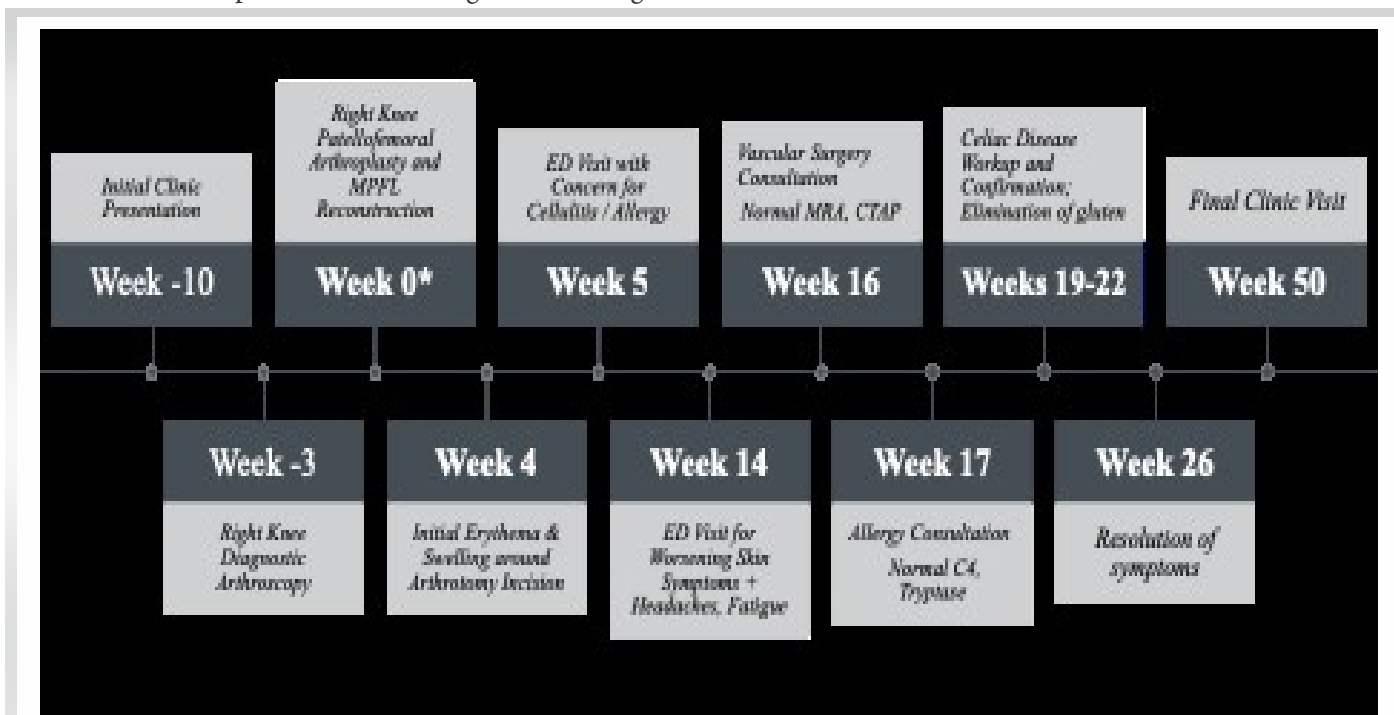 Initial Clinic
Presentation
Week -10
Right Knee
Diagnostic
Arthroscopy
Week -3
Right Knee
Patellofemoral
Arthroplasty and
MPFL
Reconstruction
Week 0*
Week 4
Initial Erythema &
Swelling around
Arthrotomy Incision
ED Visit with
Concern for
Cellulitis / Allergy
Week 5
Week 14
ED Visit for
Worsening Skin
Symptoms +
Headaches, Fatigue
Vascular Surgery
Consultation
Normal MRA, CTAP
Week 16
Week 17
Allergy Consultation
Normal C4,
Tryptase
Celiac Disease
Workup and
Confirmation;
Elimination of gluten
Weeks 19-22
Week 26
Resolution of
symptoms
Final Clinic Visit
Week 50